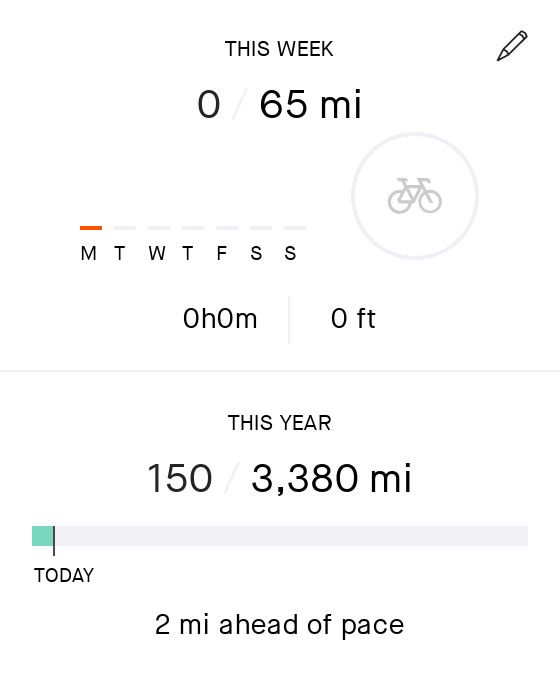 THIS WEEK
0 / 65 mi
M T W T F S S
0h0m 0 ft
THIS YEAR
150 / 3,380 mi
TODAY
2 mi ahead of pace